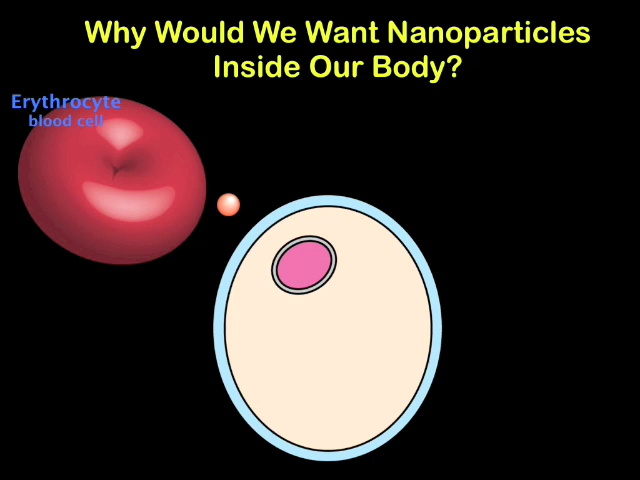 Why Would We Want Nanoparticles
Inside Our Body?
Erythrocyte
blood cell